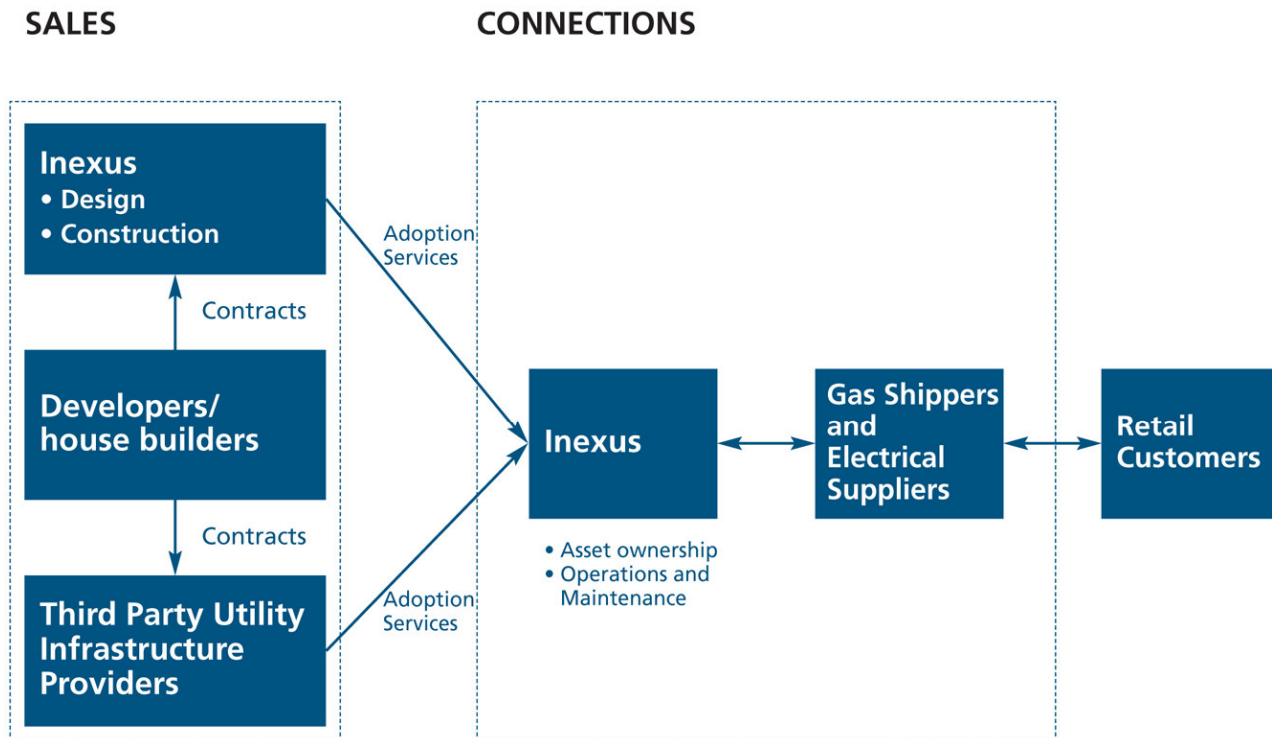 SALES
CONNECTIONS
Inexus
• Design
• Construction
Adoption
Services
Contracts
Developers/
house builders
Contracts
Third Party Utility
Infrastructure
Providers
Adoption
Services
Inexus
• Asset ownership
• Operations and
Maintenance
Gas Shippers
and
Electrical
Suppliers
Retail
Customers